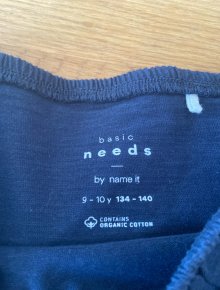 basic
needs
by name it
9 - 10 y 134 - 140
CONTAINS
ORGANIC COTTON